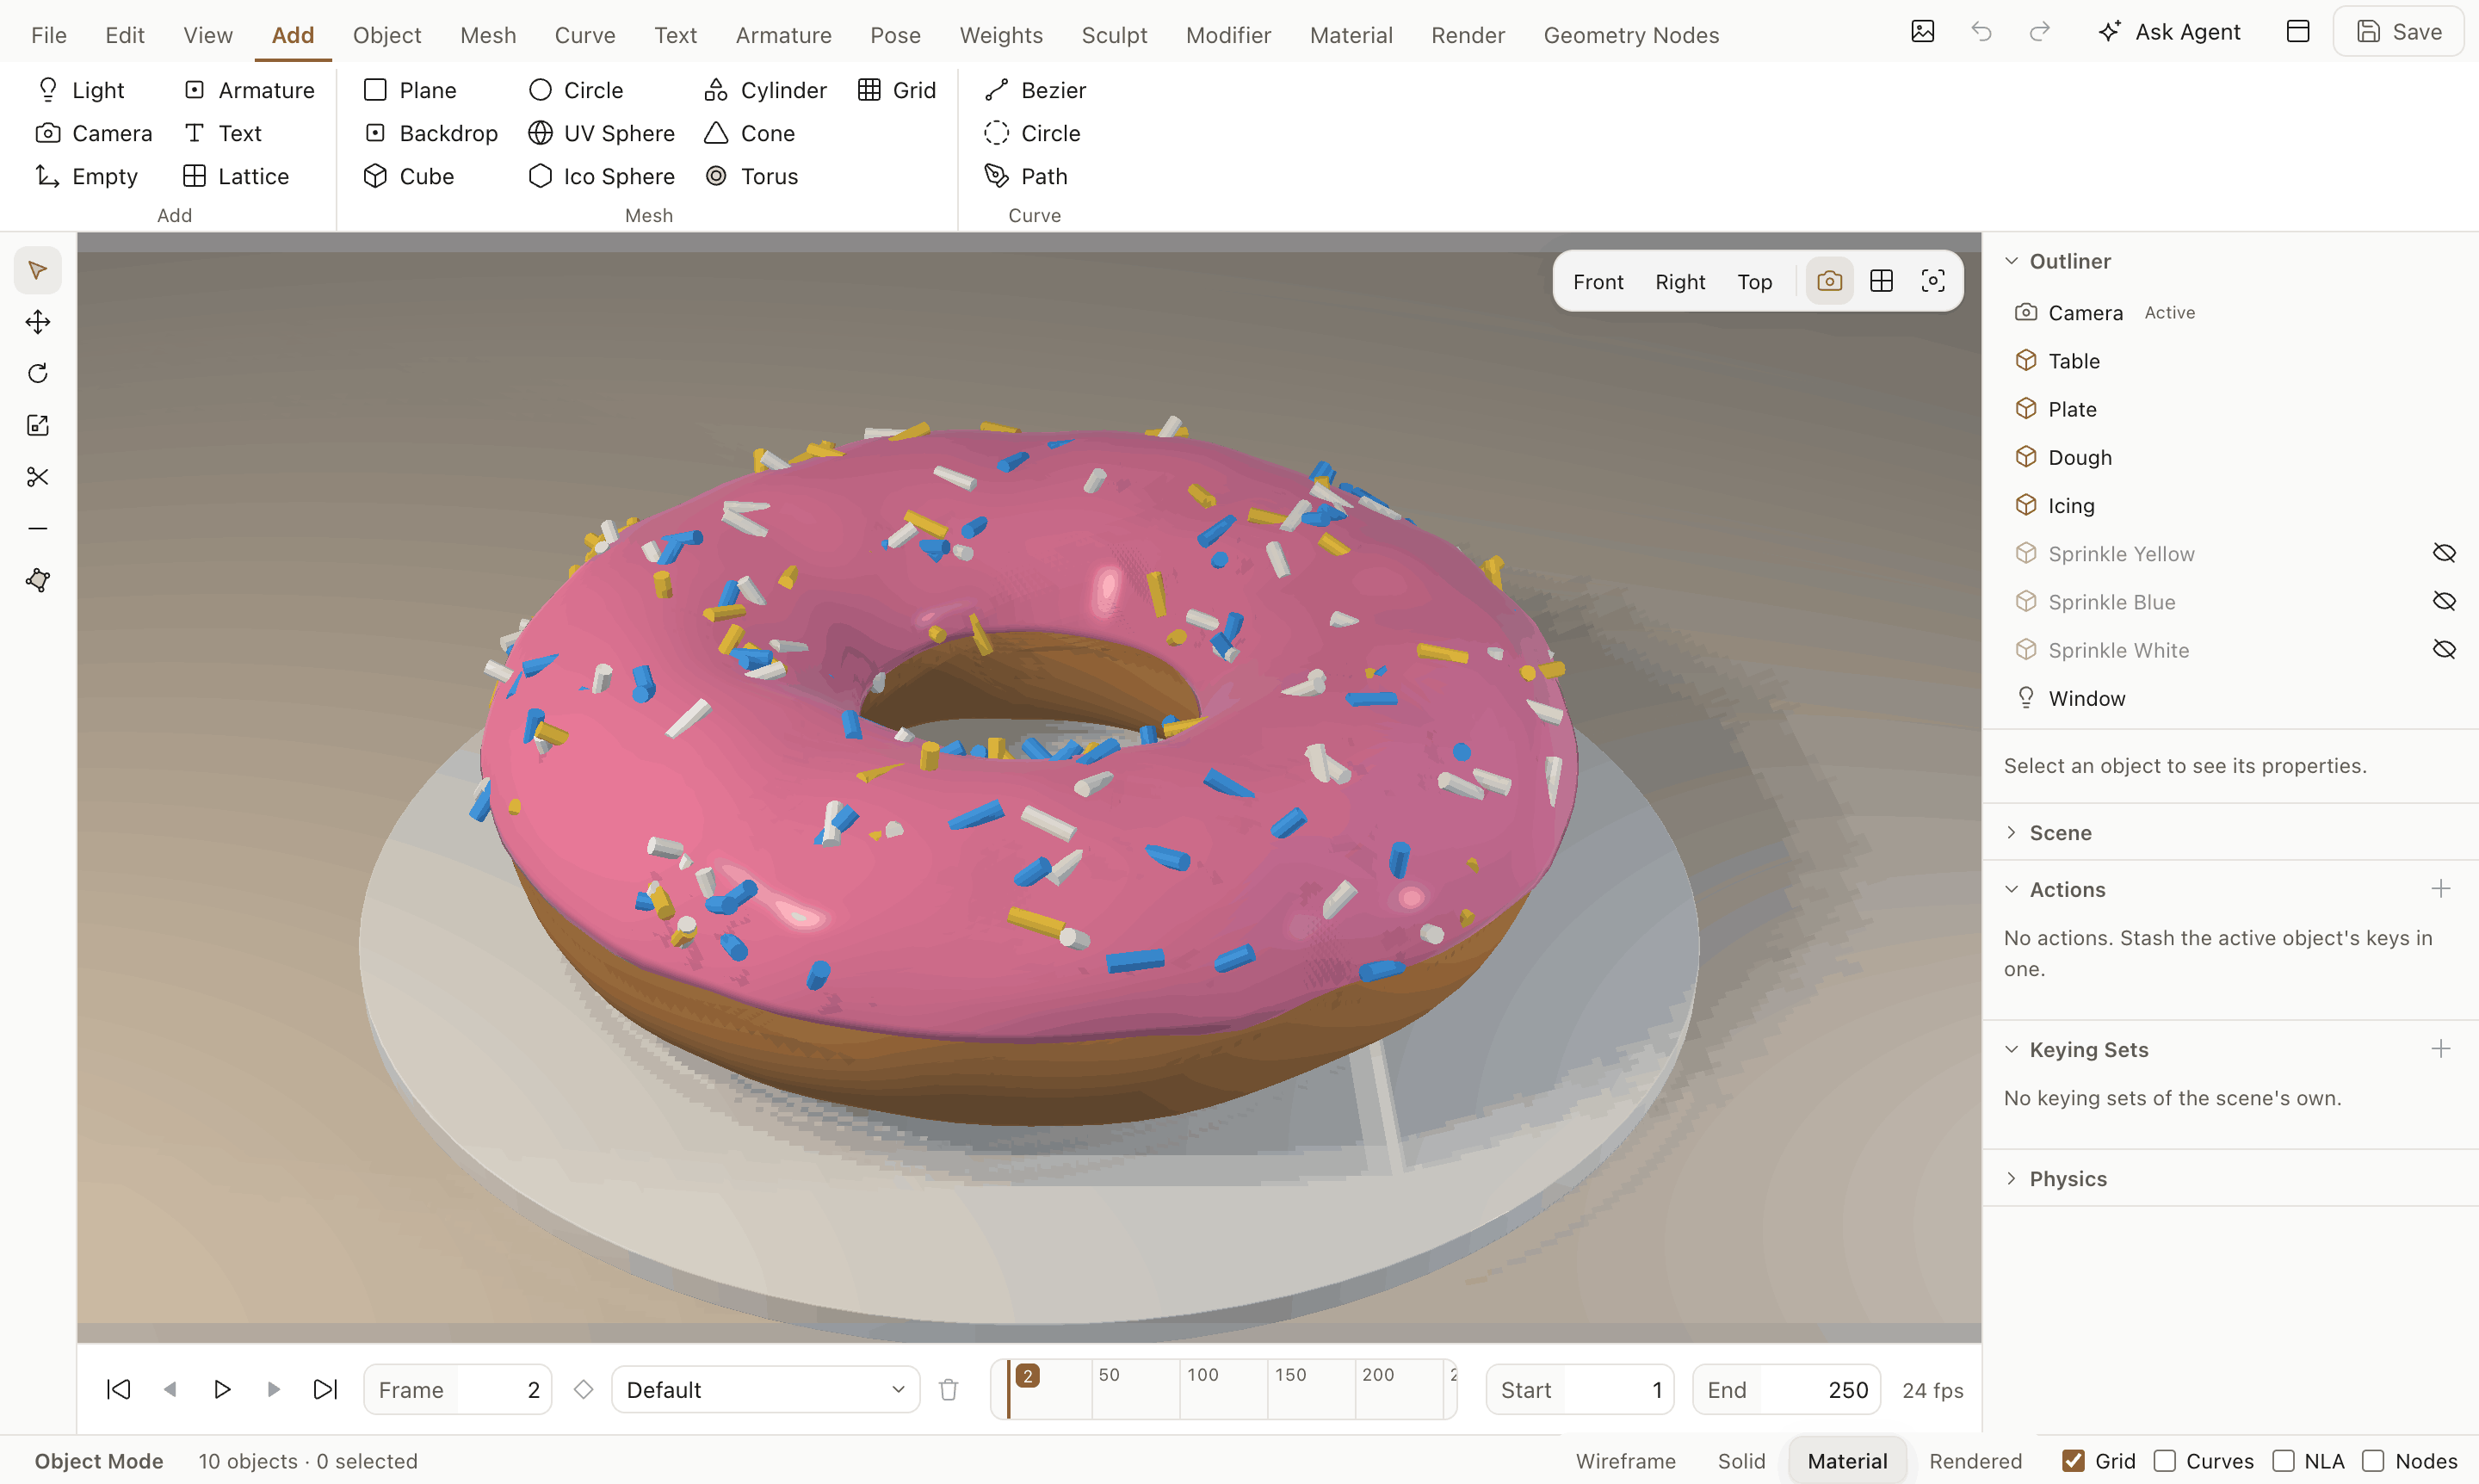 File Edit View Add Object Mesh Curve Text Armature Pose Weights Sculpt Modifier Material Render Geometry Nodes Ask Agent Save
Light Armature Plane Circle Cylinder Grid Bezier
Camera Text Backdrop UV Sphere Cone Circle
Empty Lattice Cube Ico Sphere Torus Path
Add Mesh Curve
Front Right Top
Outliner
Camera Active
Table
Plate
Dough
Icing
Sprinkle Yellow
Sprinkle Blue
Sprinkle White
Window
Select an object to see its properties.
Scene
Actions
No actions. Stash the active object's keys in
one.
Keying Sets
No keying sets of the scene's own.
Physics
Frame 2 Default 2 50 100 150 200 Start 1 End 250 24 fps
Object Mode 10 objects · 0 selected Wireframe Solid Material Rendered Grid Curves NLA Nodes